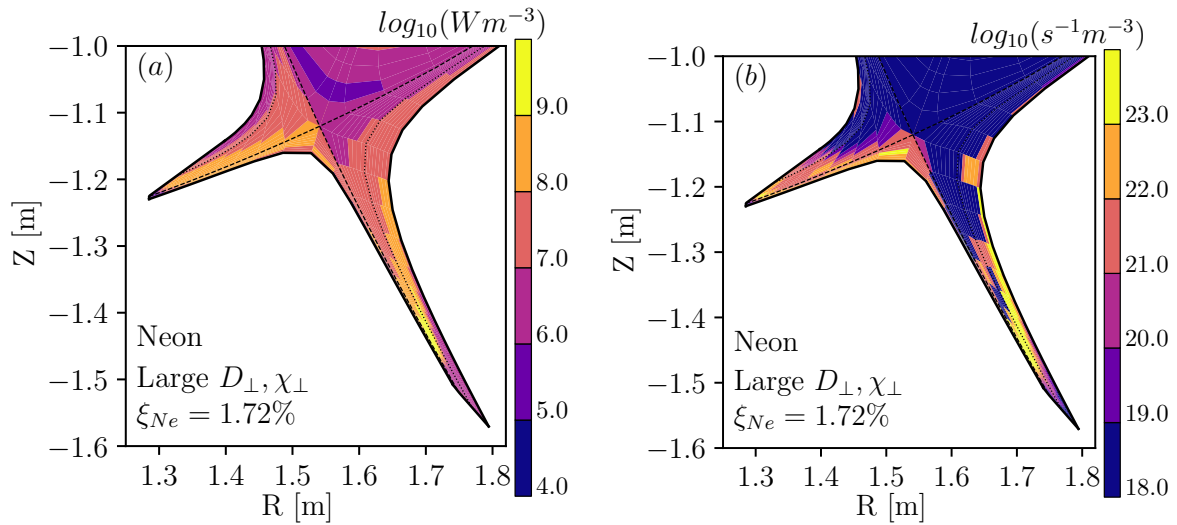 log₁₀(Wm⁻³)
(a)
−1.0
−1.1
−1.2
−1.3
−1.4
−1.5
−1.6
Z [m]
Neon
Large D⊥, χ⊥
ξNe = 1.72%
1.3 1.4 1.5 1.6 1.7 1.8
R [m]
9.0
8.0
7.0
6.0
5.0
4.0
log₁₀(s⁻¹m⁻³)
(b)
−1.0
−1.1
−1.2
−1.3
−1.4
−1.5
−1.6
Z [m]
Neon
Large D⊥, χ⊥
ξNe = 1.72%
1.3 1.4 1.5 1.6 1.7 1.8
R [m]
23.0
22.0
21.0
20.0
19.0
18.0